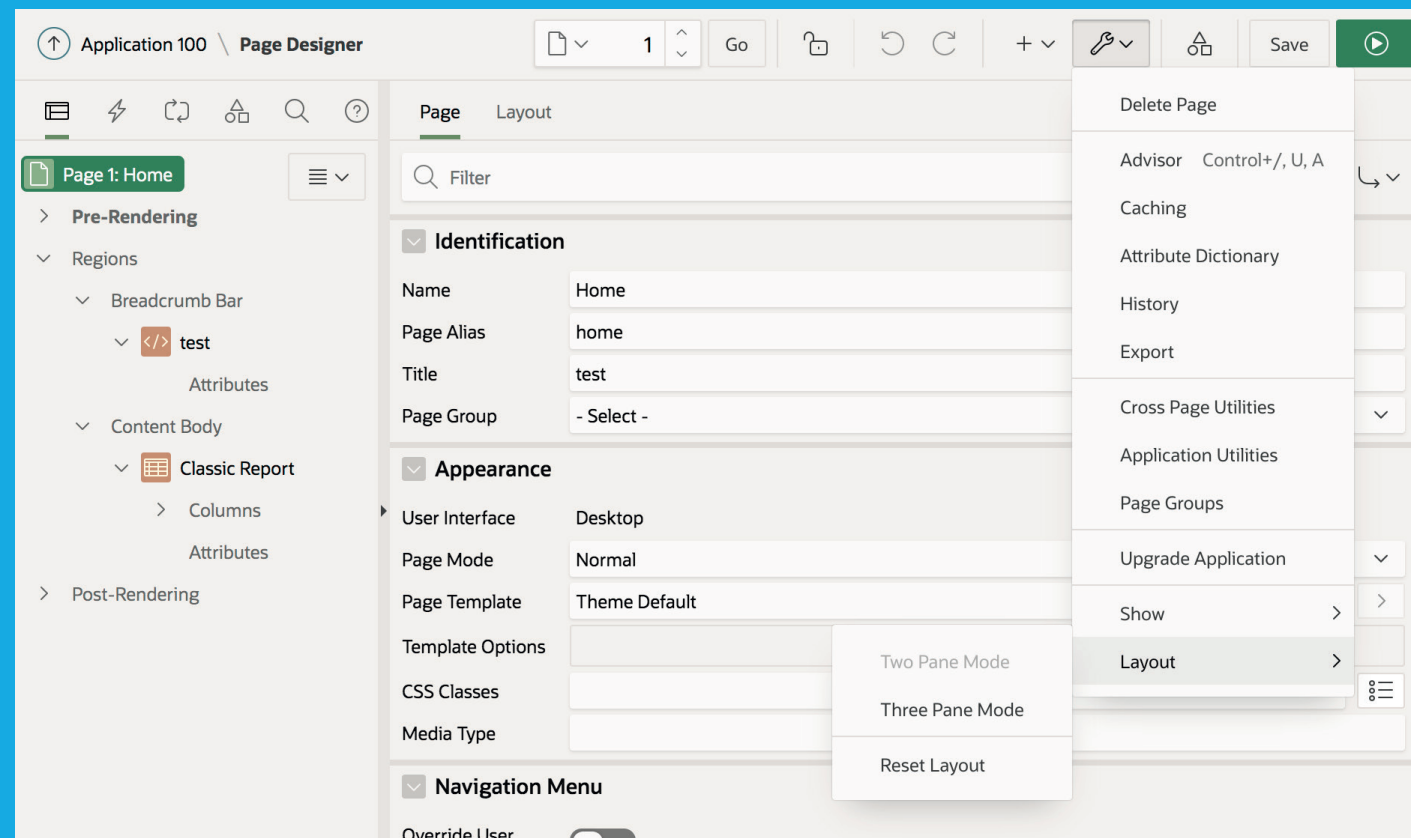 Application 100 \ Page Designer
1
Go
Save
Page 1: Home
Pre-Rendering
Regions
Breadcrumb Bar
test
Attributes
Content Body
Classic Report
Columns
Attributes
Post-Rendering
Page Layout
Filter
Identification
Name Home
Page Alias home
Title test
Page Group - Select -
Appearance
User Interface Desktop
Page Mode Normal
Page Template Theme Default
Template Options
CSS Classes
Media Type
Navigation Menu
Override User
Delete Page
Advisor Control+/, U, A
Caching
Attribute Dictionary
History
Export
Cross Page Utilities
Application Utilities
Page Groups
Upgrade Application
Show
Layout
Two Pane Mode
Three Pane Mode
Reset Layout